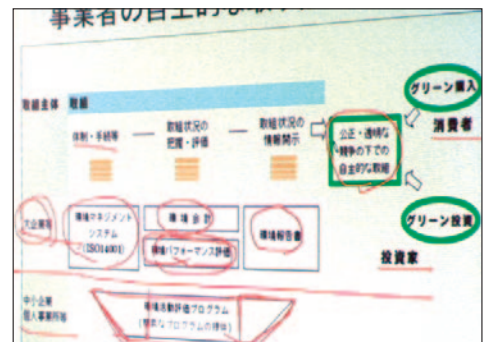 事業者の自主的な取
グリーン購入
取組主体 取組
消費者
体制・手続等 ― 取組状況の ― 取組状況の
把握・評価 情報開示
公正・透明な
競争の下での
自主的な取組
大企業等
環境マネジメント
システム
(ISO14001)
環境会計
環境パフォーマンス評価
環境報告書
グリーン投資
投資家
中小企業
個人事業所等
環境活動評価プログラム